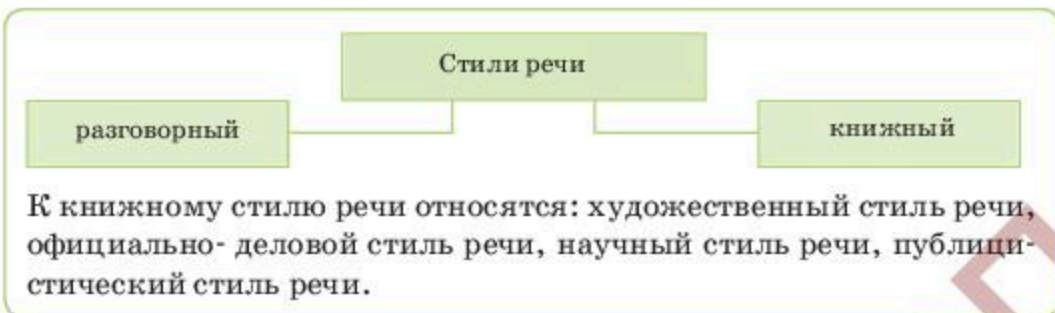 Стили речи
разговорный
книжный
К книжному стилю речи относятся: художественный стиль речи,
официально- деловой стиль речи, научный стиль речи, публици-
стический стиль речи.